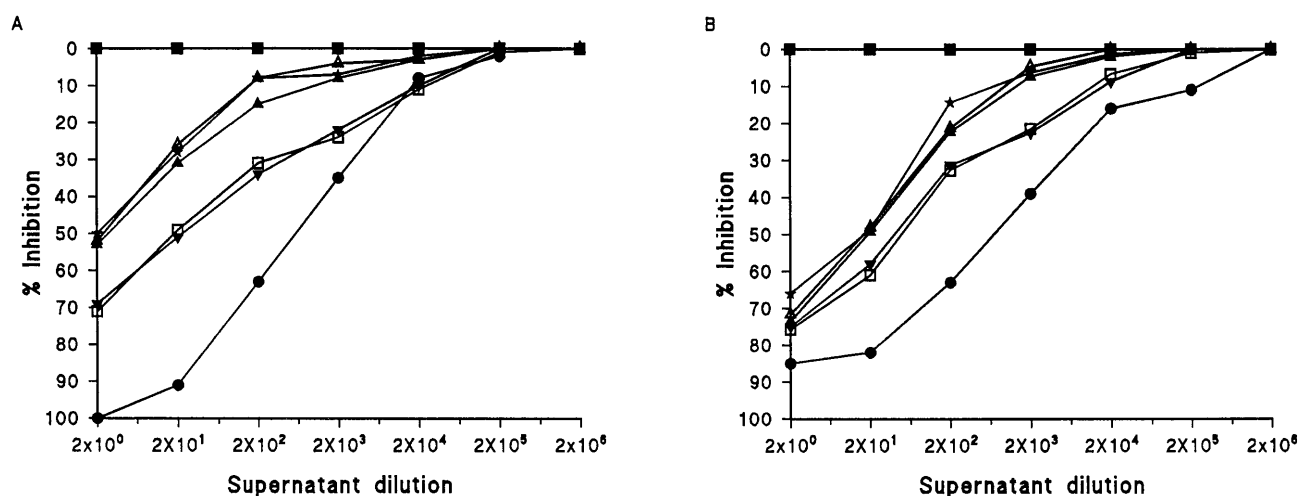 A
% Inhibition
0
10
20
30
40
50
60
70
80
90
100
2x10⁰
2X10¹
2X10²
2X10³
2X10⁴
2X10⁵
2x10⁶
Supernatant dilution
B
% Inhibition
0
10
20
30
40
50
60
70
80
90
100
2x10⁰
2X10¹
2X10²
2X10³
2X10⁴
2X10⁵
2x10⁶
Supernatant dilution